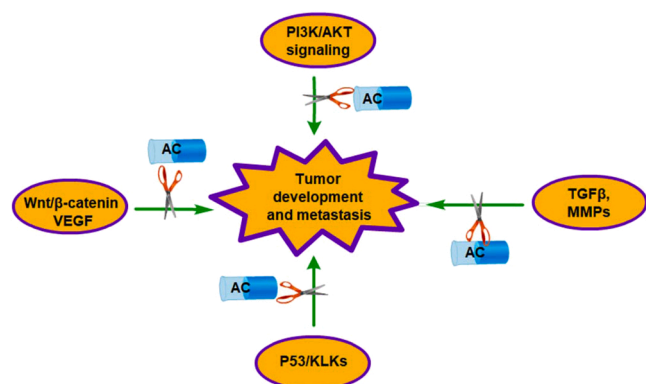 PI3K/AKT
signaling
AC
AC
Tumor
development
and metastasis
Wnt/β-catenin
VEGF
TGFβ,
MMPs
AC
AC
P53/KLKs